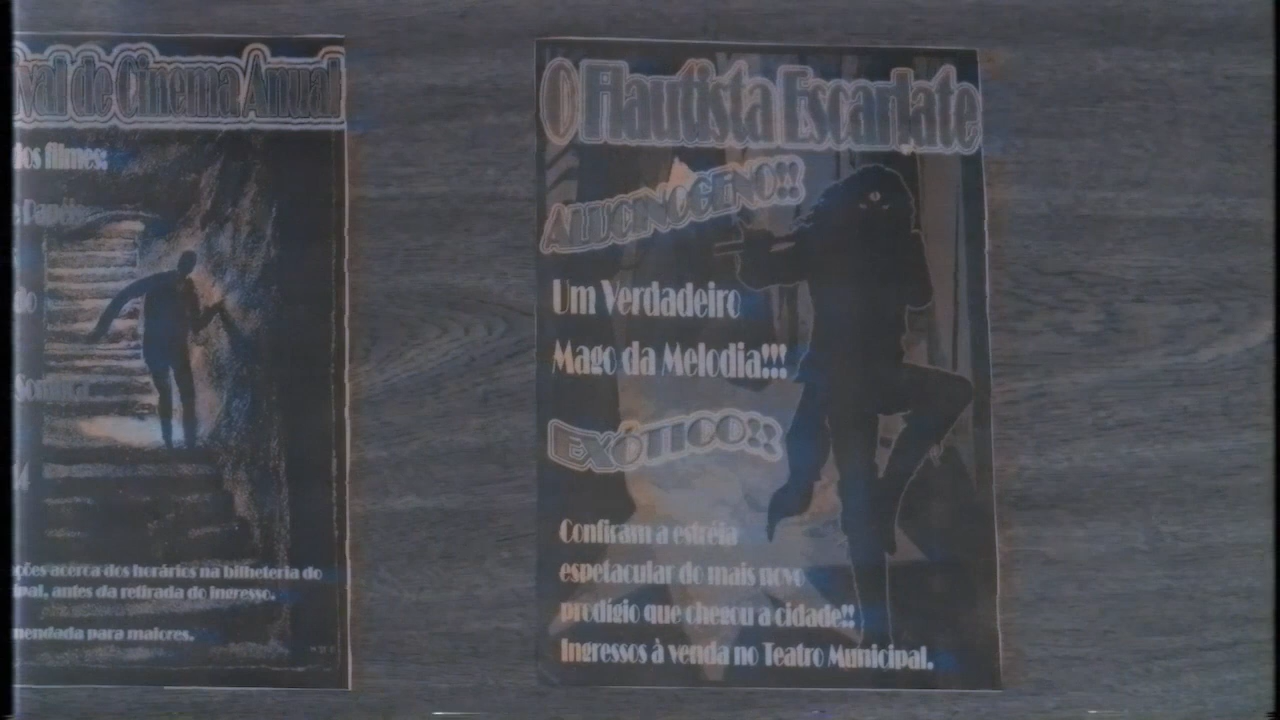 val de Cinema Anual
dos filmes:
ções acerca dos horários na bilheteria do
pal, antes da retirada do ingresso.
mendada para maiores.
O Flautista Escarlate
ALUCINÓGENO!!
Um Verdadeiro
Mago da Melodia!!!
EXÓTICO!!
Confiram a estréia
espetacular do mais novo
prodígio que chegou a cidade!!
Ingressos à venda no Teatro Municipal.